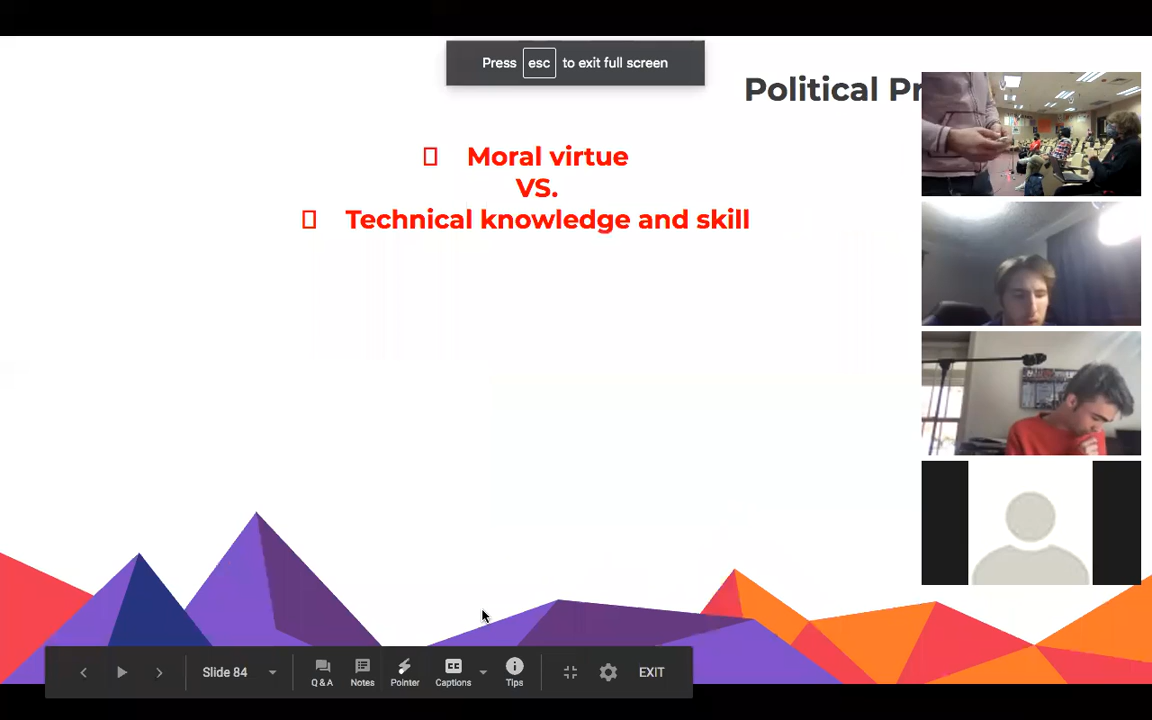 Press esc to exit full screen
Political Pr
Moral virtue
VS.
Technical knowledge and skill
Slide 84
Q & A
Notes
Pointer
CC
Captions
Tips
EXIT